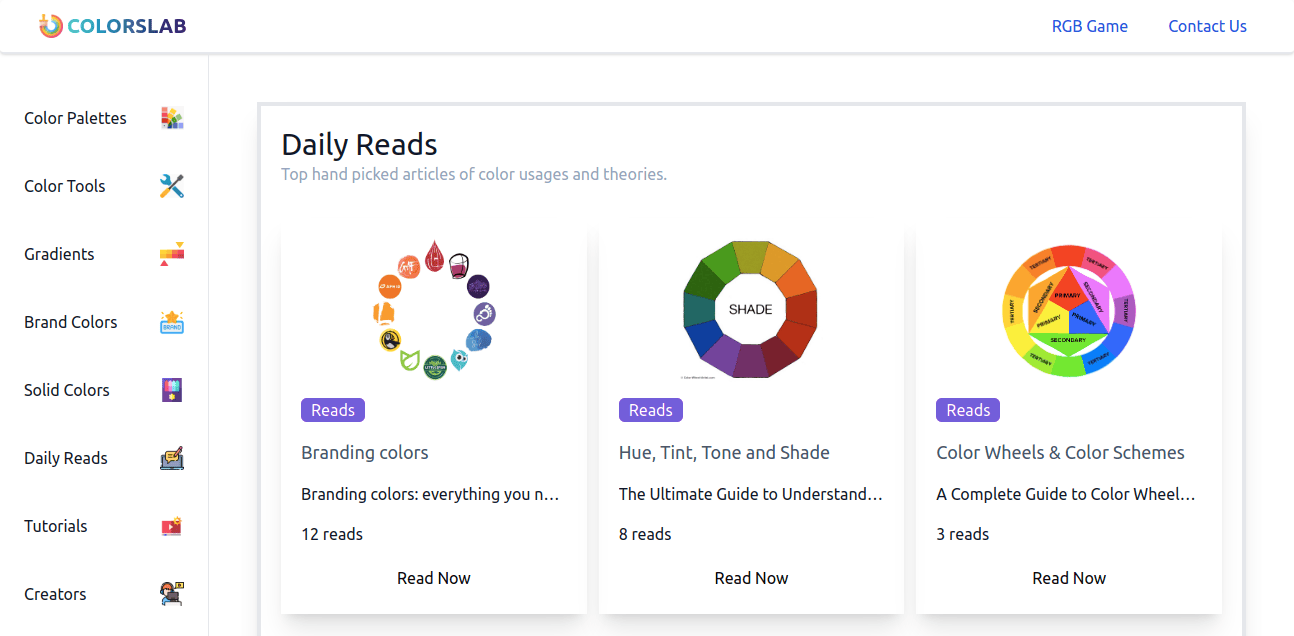 COLORSLAB
RGB Game
Contact Us
Color Palettes
Color Tools
Gradients
BRAND
Brand Colors
Solid Colors
Daily Reads
Tutorials
Creators
Daily Reads
Top hand picked articles of color usages and theories.
SHADE
TERTIARY
TERTIARY
TERTIARY
TERTIARY
TERTIARY
TERTIARY
SECONDARY
SECONDARY
SECONDARY
PRIMARY
PRIMARY
PRIMARY
Reads
Branding colors
Branding colors: everything you n...
12 reads
Read Now
Reads
Hue, Tint, Tone and Shade
The Ultimate Guide to Understand...
8 reads
Read Now
Reads
Color Wheels & Color Schemes
A Complete Guide to Color Wheel...
3 reads
Read Now